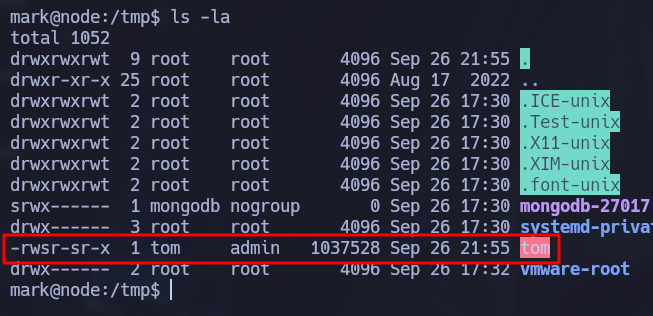 mark@node:/tmp$ ls -la
total 1052
drwxrwxrwt  9 root    root       4096 Sep 26 21:55 .
drwxr-xr-x 25 root    root       4096 Aug 17  2022 ..
drwxrwxrwt  2 root    root       4096 Sep 26 17:30 .ICE-unix
drwxrwxrwt  2 root    root       4096 Sep 26 17:30 .Test-unix
drwxrwxrwt  2 root    root       4096 Sep 26 17:30 .X11-unix
drwxrwxrwt  2 root    root       4096 Sep 26 17:30 .XIM-unix
drwxrwxrwt  2 root    root       4096 Sep 26 17:30 .font-unix
srwx------  1 mongodb nogroup       0 Sep 26 17:30 mongodb-27017
drwx------  3 root    root       4096 Sep 26 17:30 systemd-privat
-rwsr-sr-x  1 tom     admin   1037528 Sep 26 21:55 tom
drwx------  2 root    root       4096 Sep 26 17:32 vmware-root
mark@node:/tmp$